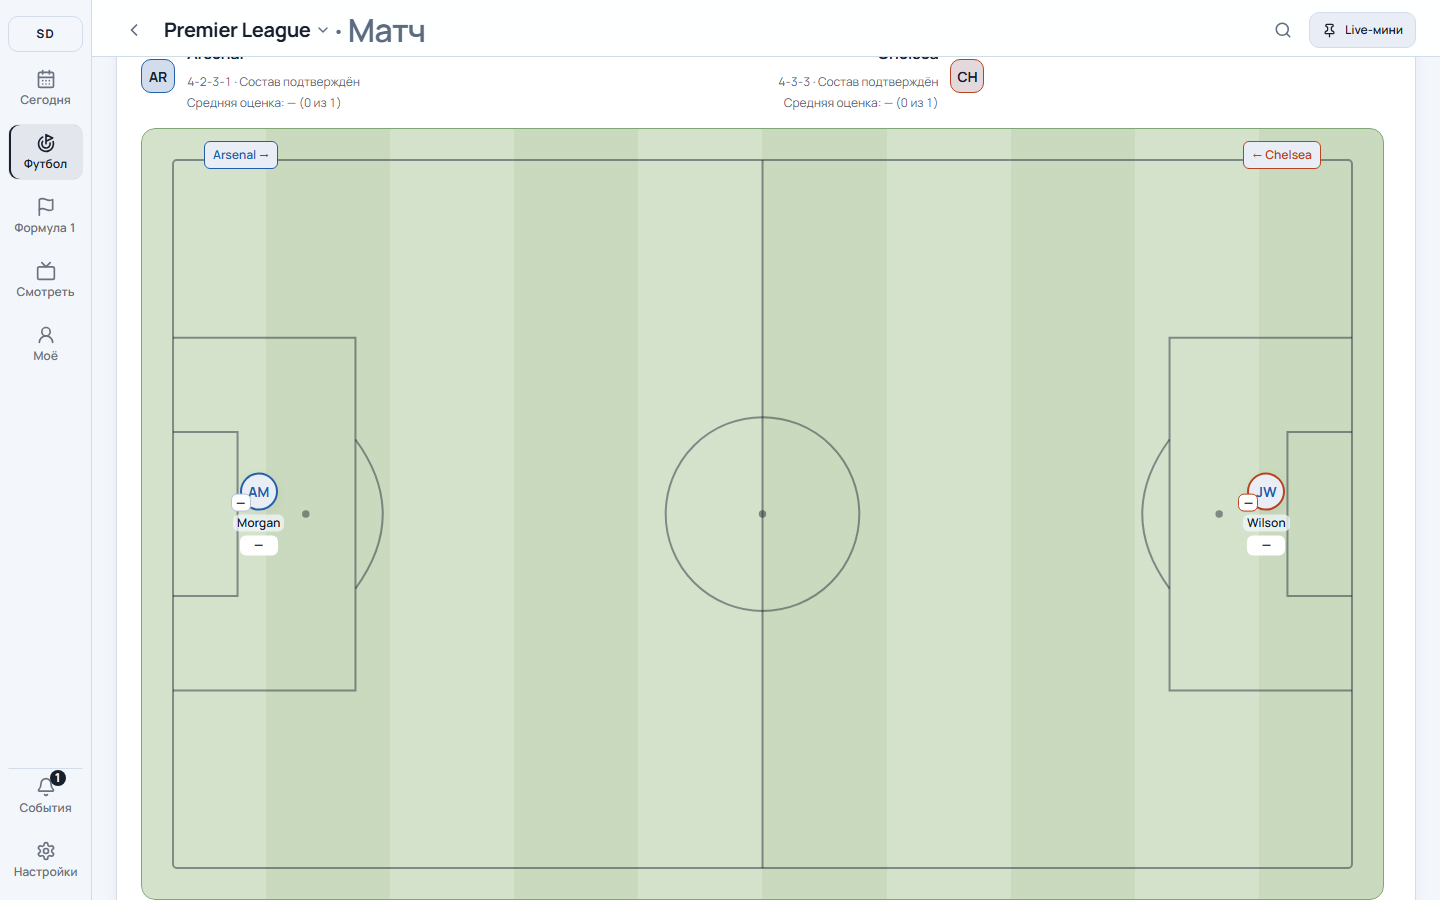 SD
Сегодня
Футбол
Формула 1
Смотреть
Моё
1
События
Настройки
Premier League · Матч
Live-мини
AR
Arsenal
4-2-3-1 · Состав подтверждён
Средняя оценка: — (0 из 1)
Chelsea
CH
4-3-3 · Состав подтверждён
Средняя оценка: — (0 из 1)
Arsenal →
← Chelsea
AM
–
Morgan
–
JW
–
Wilson
–